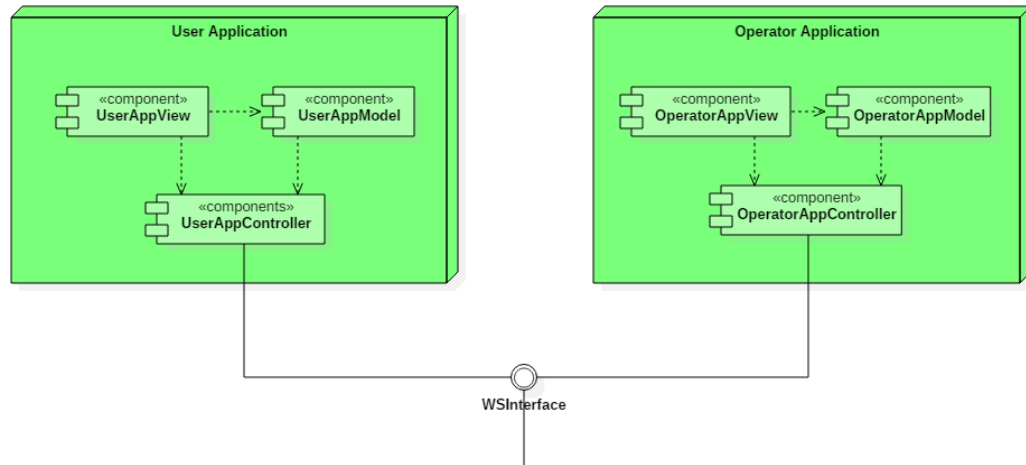 User Application
Operator Application
«component»
UserAppView
«component»
UserAppModel
«component»
OperatorAppView
«component»
OperatorAppModel
«components»
UserAppController
«component»
OperatorAppController
WSInterface